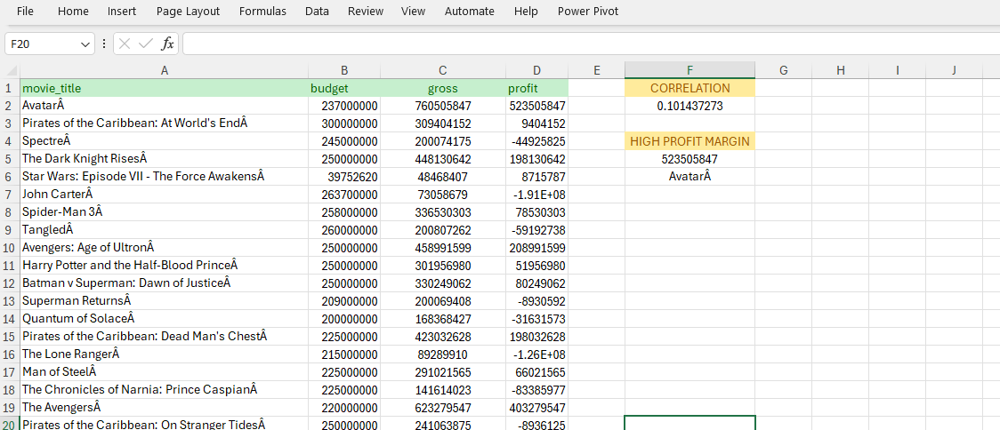 File Home Insert Page Layout Formulas Data Review View Automate Help Power Pivot
F20 fx
A B C D E F G H I J
1 movie_title budget gross profit CORRELATION
2 AvatarÂ 237000000 760505847 523505847 0.101437273
3 Pirates of the Caribbean: At World's EndÂ 300000000 309404152 9404152
4 SpectreÂ 245000000 200074175 -44925825 HIGH PROFIT MARGIN
5 The Dark Knight RisesÂ 250000000 448130642 198130642 523505847
6 Star Wars: Episode VII - The Force AwakensÂ 39752620 48468407 8715787 AvatarÂ
7 John CarterÂ 263700000 73058679 -1.91E+08
8 Spider-Man 3Â 258000000 336530303 78530303
9 TangledÂ 260000000 200807262 -59192738
10 Avengers: Age of UltronÂ 250000000 458991599 208991599
11 Harry Potter and the Half-Blood PrinceÂ 250000000 301956980 51956980
12 Batman v Superman: Dawn of JusticeÂ 250000000 330249062 80249062
13 Superman ReturnsÂ 209000000 200069408 -8930592
14 Quantum of SolaceÂ 200000000 168368427 -31631573
15 Pirates of the Caribbean: Dead Man's ChestÂ 225000000 423032628 198032628
16 The Lone RangerÂ 215000000 89289910 -1.26E+08
17 Man of SteelÂ 225000000 291021565 66021565
18 The Chronicles of Narnia: Prince CaspianÂ 225000000 141614023 -83385977
19 The AvengersÂ 220000000 623279547 403279547
20 Pirates of the Caribbean: On Stranger TidesÂ 250000000 241063875 -8936125